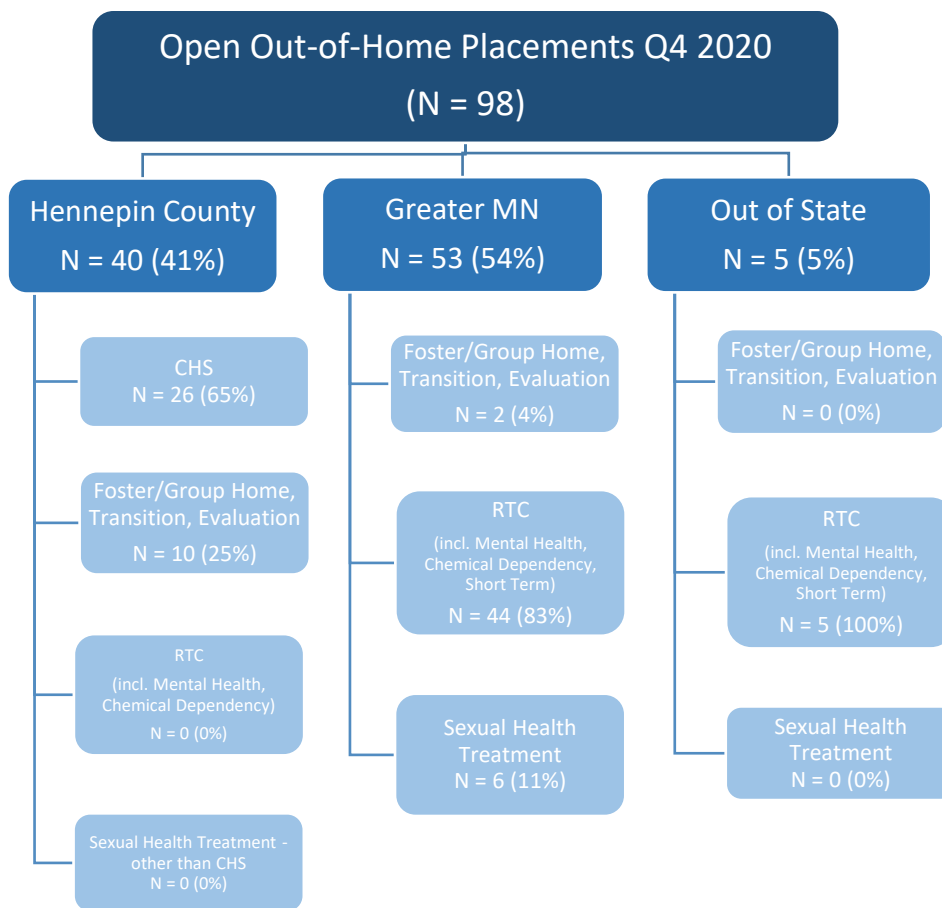 Open Out-of-Home Placements Q4 2020
(N = 98)
Hennepin County
N = 40 (41%)
CHS
N = 26 (65%)
Foster/Group Home,
Transition, Evaluation
N = 10 (25%)
RTC
(incl. Mental Health,
Chemical Dependency)
N = 0 (0%)
Sexual Health Treatment -
other than CHS
N = 0 (0%)
Greater MN
N = 53 (54%)
Foster/Group Home,
Transition, Evaluation
N = 2 (4%)
RTC
(incl. Mental Health,
Chemical Dependency,
Short Term)
N = 44 (83%)
Sexual Health
Treatment
N = 6 (11%)
Out of State
N = 5 (5%)
Foster/Group Home,
Transition, Evaluation
N = 0 (0%)
RTC
(incl. Mental Health,
Chemical Dependency,
Short Term)
N = 5 (100%)
Sexual Health
Treatment
N = 0 (0%)